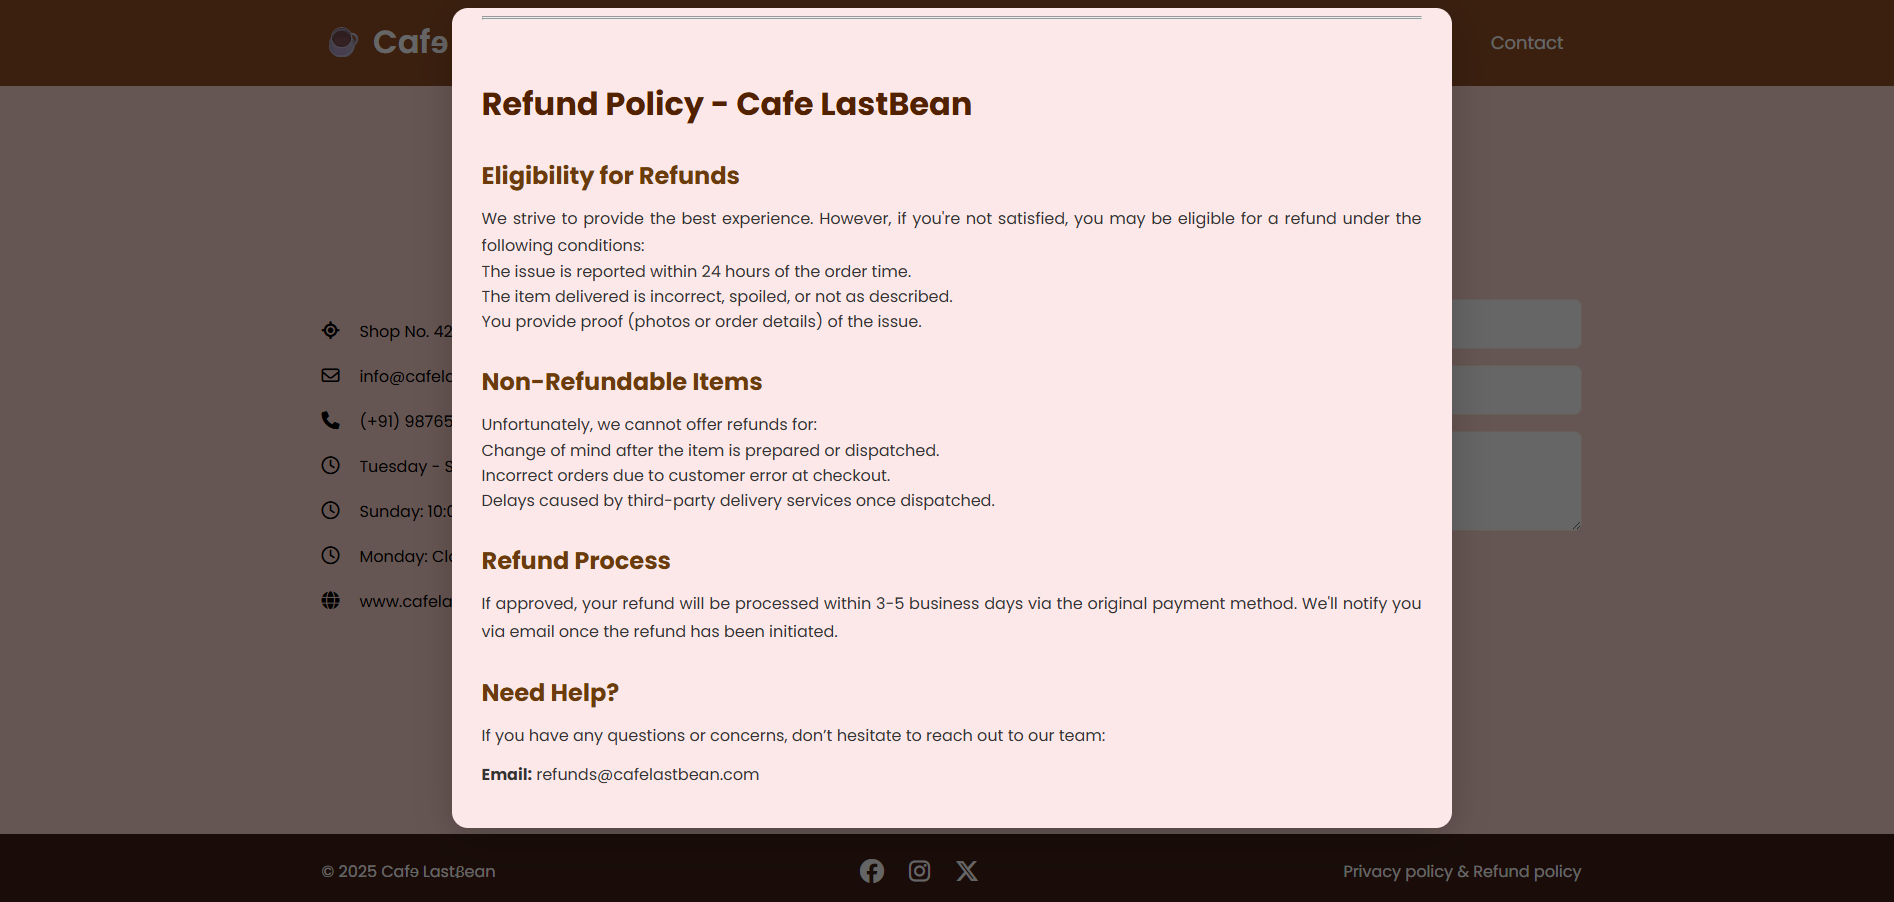 Cafɘ
Contact
Refund Policy - Cafe LastBean
Eligibility for Refunds
We strive to provide the best experience. However, if you're not satisfied, you may be eligible for a refund under the
following conditions:
The issue is reported within 24 hours of the order time.
The item delivered is incorrect, spoiled, or not as described.
You provide proof (photos or order details) of the issue.
Non-Refundable Items
Unfortunately, we cannot offer refunds for:
Change of mind after the item is prepared or dispatched.
Incorrect orders due to customer error at checkout.
Delays caused by third-party delivery services once dispatched.
Refund Process
If approved, your refund will be processed within 3-5 business days via the original payment method. We'll notify you
via email once the refund has been initiated.
Need Help?
If you have any questions or concerns, don’t hesitate to reach out to our team:
Email: refunds@cafelastbean.com
Shop No. 42
info@cafela
(+91) 98765
Tuesday - S
Sunday: 10:0
Monday: Clo
www.cafela
© 2025 Cafɘ Lastꞵean
Privacy policy & Refund policy